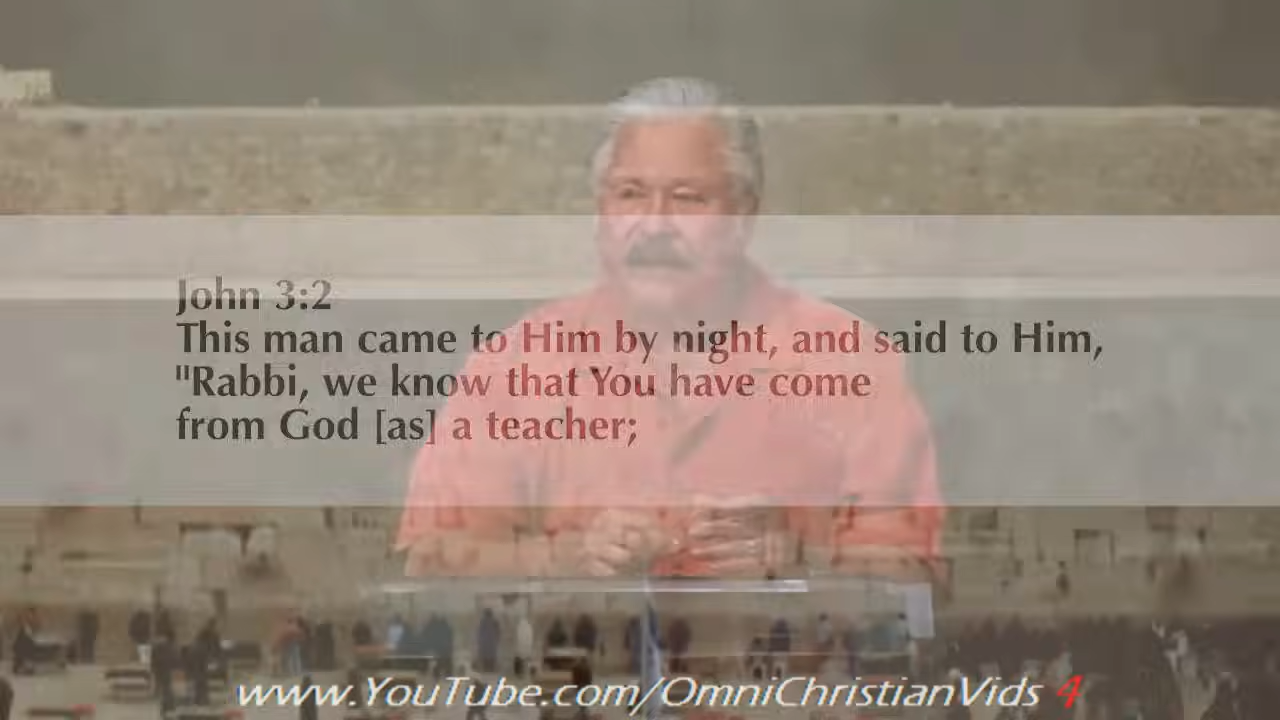 John 3:2
This man came to Him by night, and said to Him,
"Rabbi, we know that You have come
from God [as] a teacher;
www.YouTube.com/OmniChristianVids 4